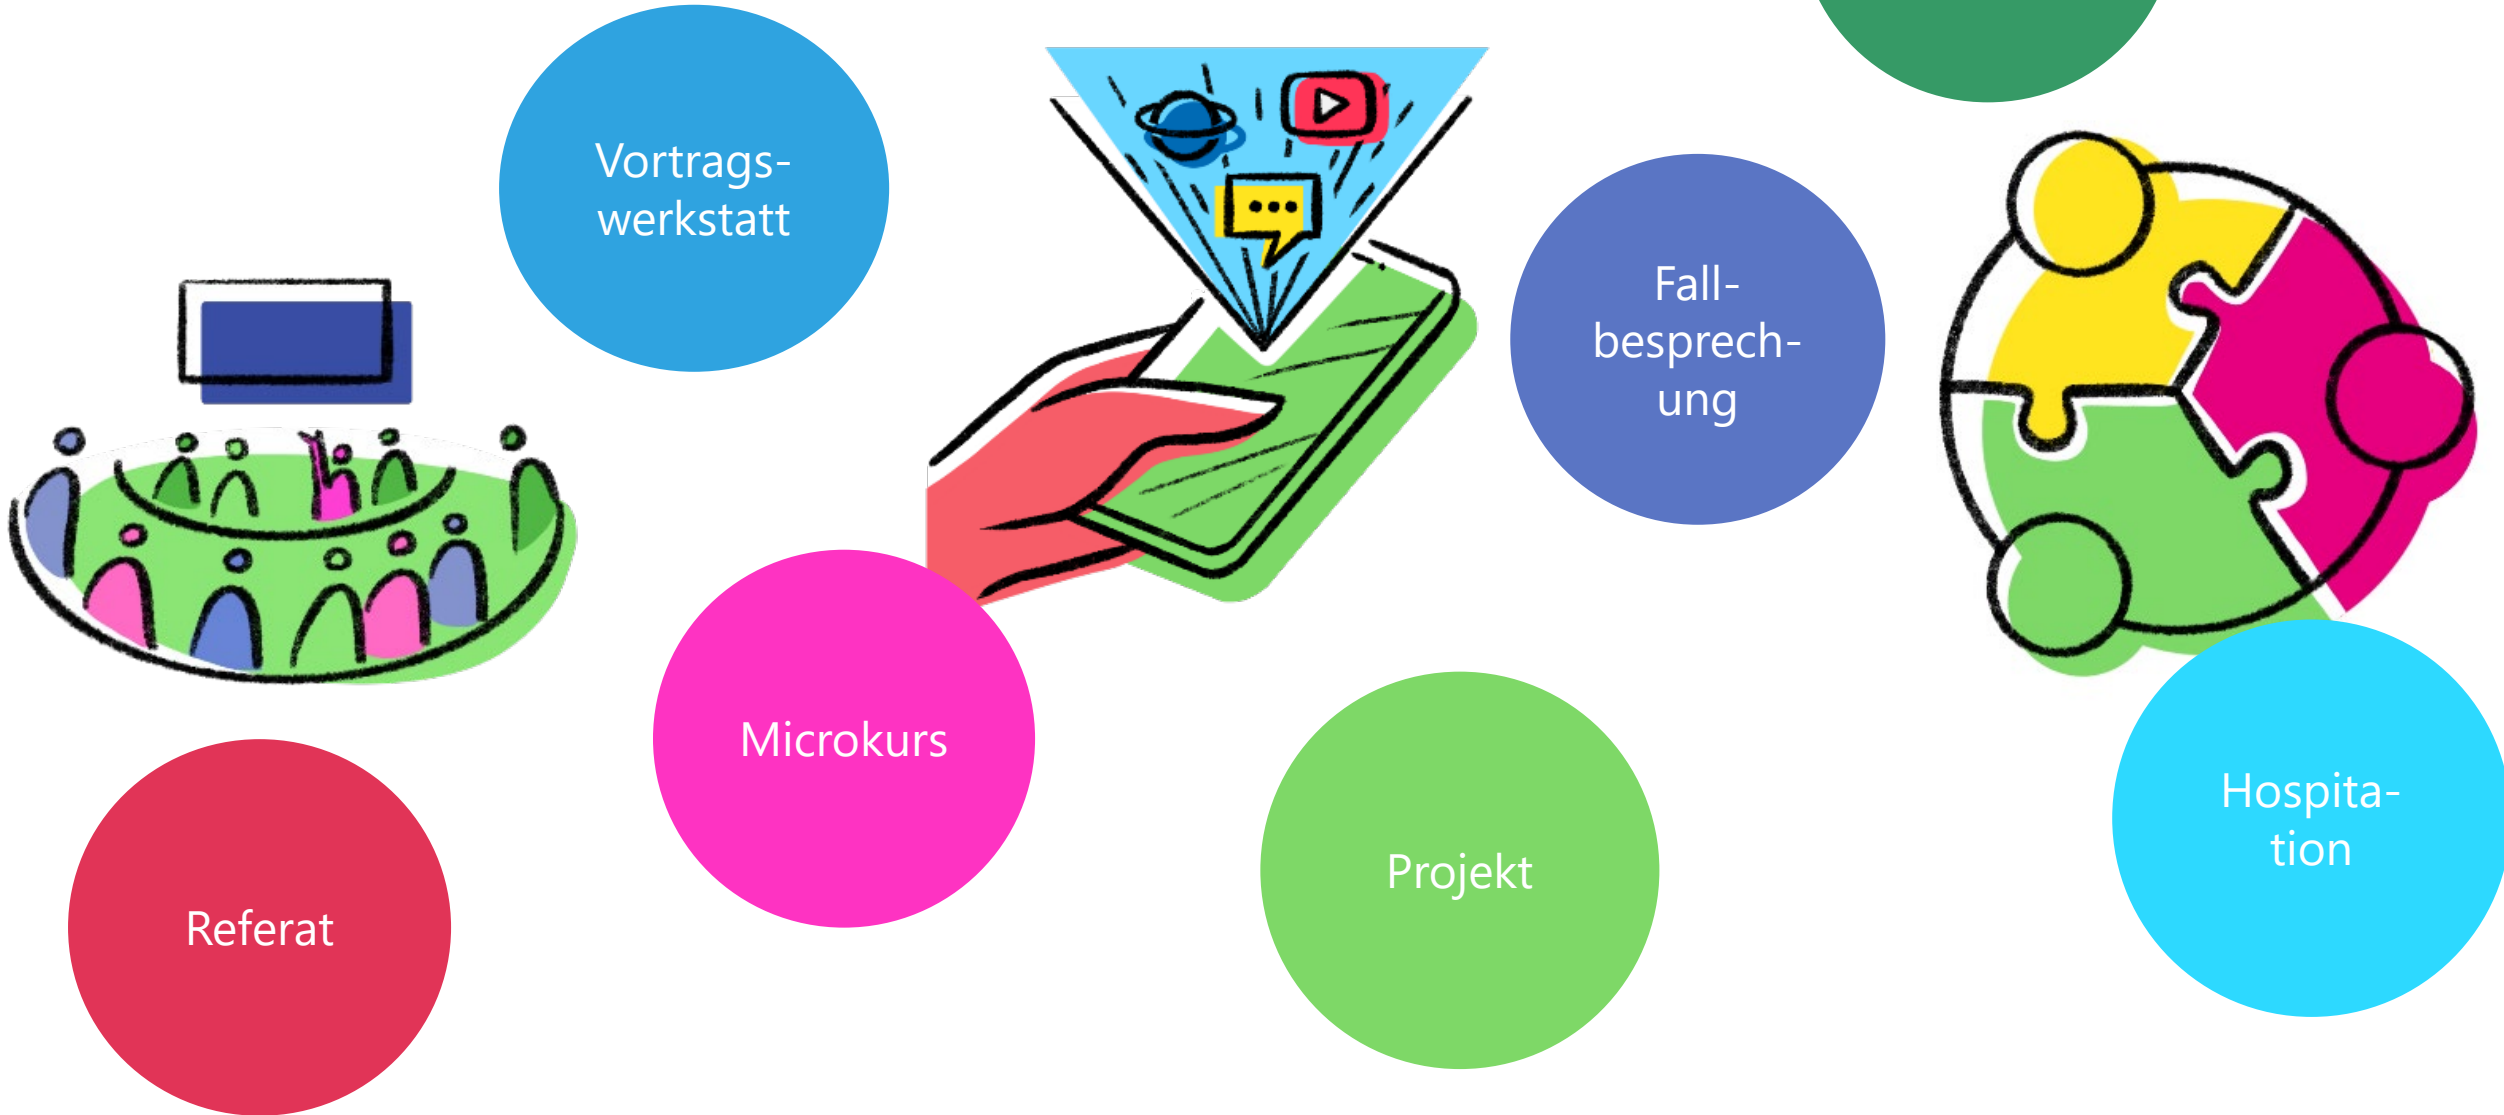 Vortrags-
werkstatt
Fall-
besprech-
ung
Microkurs
Projekt
Hospita-
tion
Referat